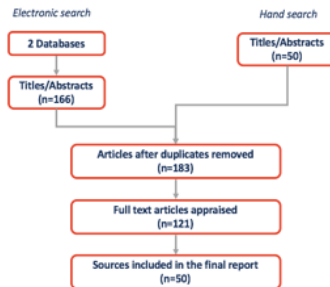 Electronic search
Hand search
2 Databases
Titles/Abstracts
(n=50)
Titles/Abstracts
(n=166)
Articles after duplicates removed
(n=183)
Full text articles appraised
(n=121)
Sources included in the final report
(n=50)